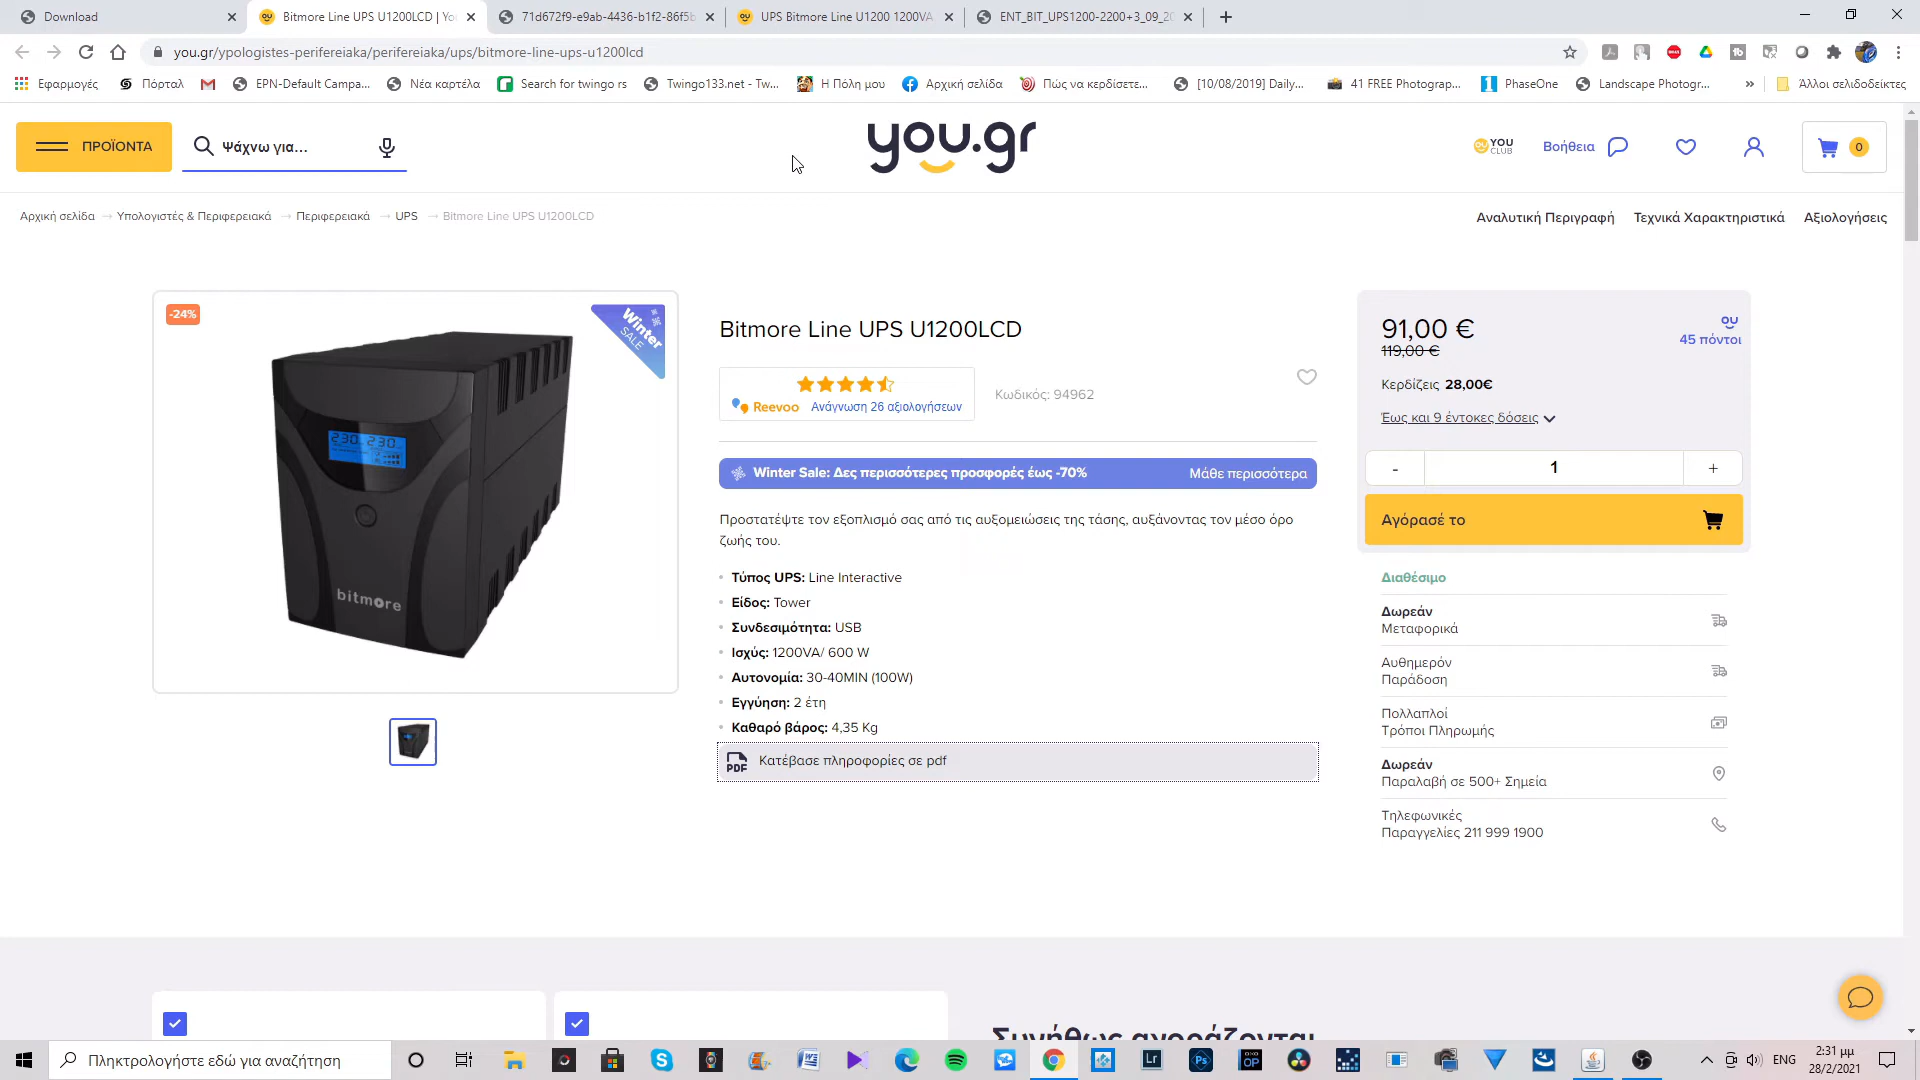 Download
Bitmore Line UPS U1200LCD | Yo
71d672f9-e9ab-4436-b1f2-86f5b
UPS Bitmore Line U1200 1200VA
ENT_BIT_UPS1200-2200+3_09_20
you.gr/ypologistes-perifereiaka/perifereiaka/ups/bitmore-line-ups-u1200lcd
Εφαρμογές
Πόρταλ
EPN-Default Campa...
Νέα καρτέλα
Search for twingo rs
Twingo133.net - Tw...
Η Πόλη μου
Αρχική σελίδα
Πώς να κερδίσετε...
[10/08/2019] Daily...
41 FREE Photograp...
PhaseOne
Landscape Photogr...
»
Άλλοι σελιδοδείκτες
ΠΡΟΪΟΝΤΑ
Ψάχνω για...
you.gr
YOU CLUB
Βοήθεια
0
Αρχική σελίδα → Υπολογιστές & Περιφερειακά → Περιφερειακά → UPS → Bitmore Line UPS U1200LCD
Αναλυτική Περιγραφή
Τεχνικά Χαρακτηριστικά
Αξιολογήσεις
-24%
Winter SALE
230 230
bitmore
Bitmore Line UPS U1200LCD
Reevoo Ανάγνωση 26 αξιολογήσεων
Κωδικός: 94962
Winter Sale: Δες περισσότερες προσφορές έως -70%
Μάθε περισσότερα
Προστατέψτε τον εξοπλισμό σας από τις αυξομειώσεις της τάσης, αυξάνοντας τον μέσο όρο
ζωής του.
Τύπος UPS: Line Interactive
Είδος: Tower
Συνδεσιμότητα: USB
Ισχύς: 1200VA/ 600 W
Αυτονομία: 30-40MIN (100W)
Εγγύηση: 2 έτη
Καθαρό βάρος: 4,35 Kg
PDF Κατέβασε πληροφορίες σε pdf
91,00 €
119,00 €
45 πόντοι
Κερδίζεις 28,00€
Έως και 9 έντοκες δόσεις
- 1 +
Αγόρασέ το
Διαθέσιμο
Δωρεάν
Μεταφορικά
Αυθημερόν
Παράδοση
Πολλαπλοί
Τρόποι Πληρωμής
Δωρεάν
Παραλαβή σε 500+ Σημεία
Τηλεφωνικές
Παραγγελίες 211 999 1900
Συνήθως αγοράζονται
Πληκτρολογήστε εδώ για αναζήτηση
Lr
Ps
OP
ENG
2:31 μμ
28/2/2021